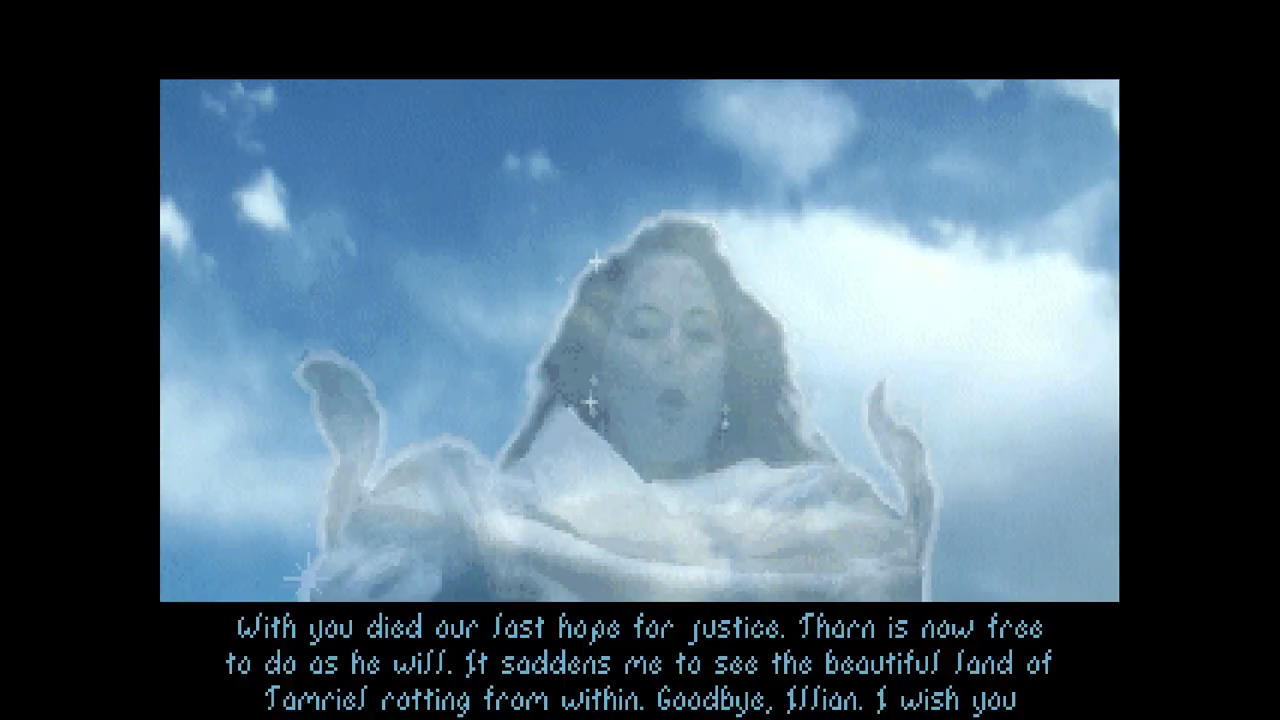 With you died our last hope for justice. Tharn is now free
to do as he will. It saddens me to see the beautiful land of
Tamriel rotting from within. Goodbye, Illian. I wish you